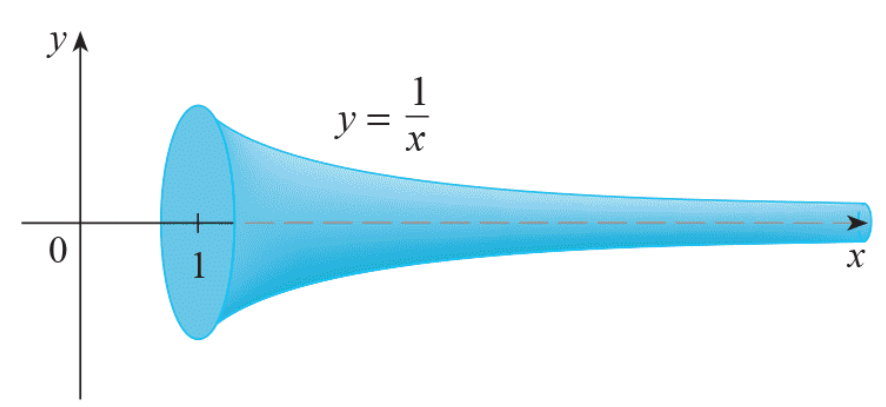 y
y = 1/x
0
1
x